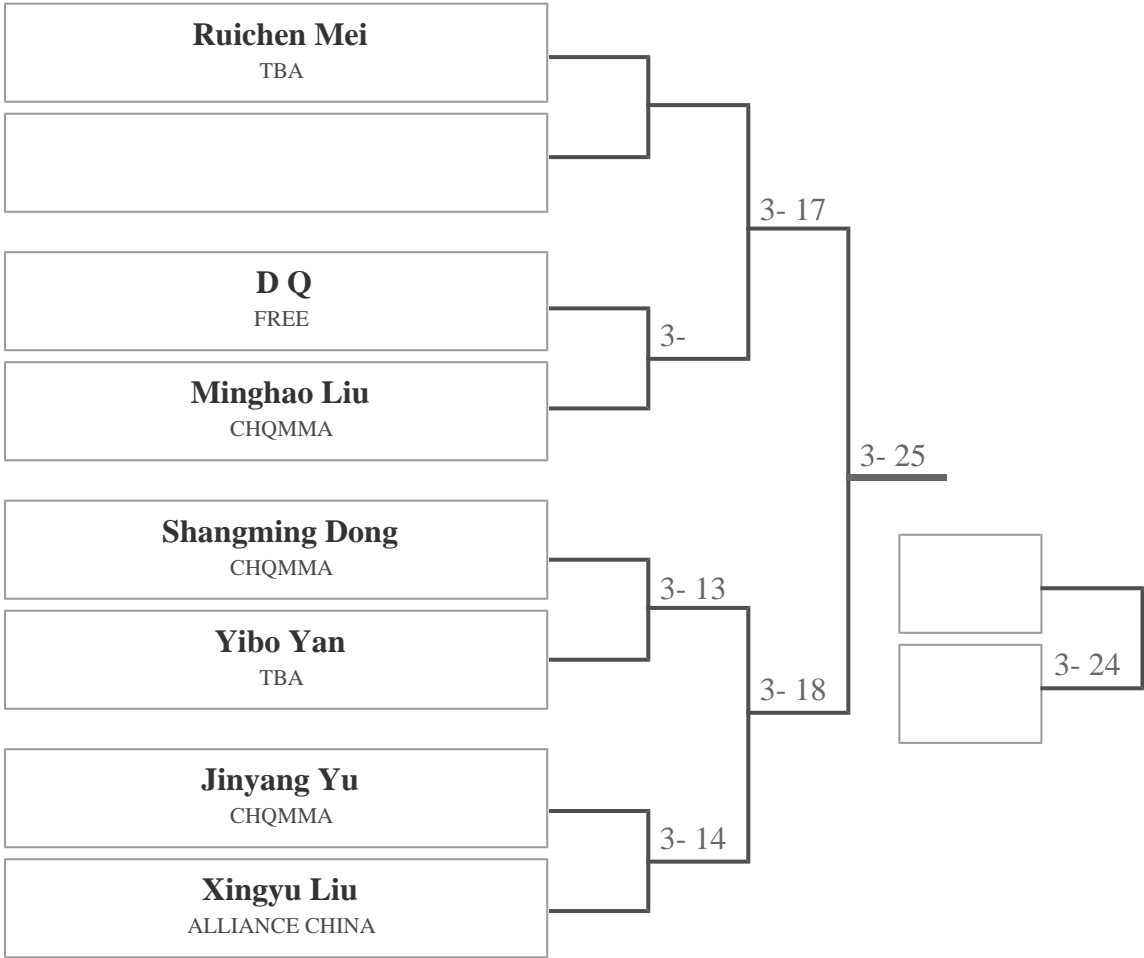 Ruichen Mei
TBA
3- 17
D Q
FREE
3-
Minghao Liu
CHQMMA
3- 25
Shangming Dong
CHQMMA
3- 13
Yibo Yan
TBA
3- 24
3- 18
Jinyang Yu
CHQMMA
3- 14
Xingyu Liu
ALLIANCE CHINA